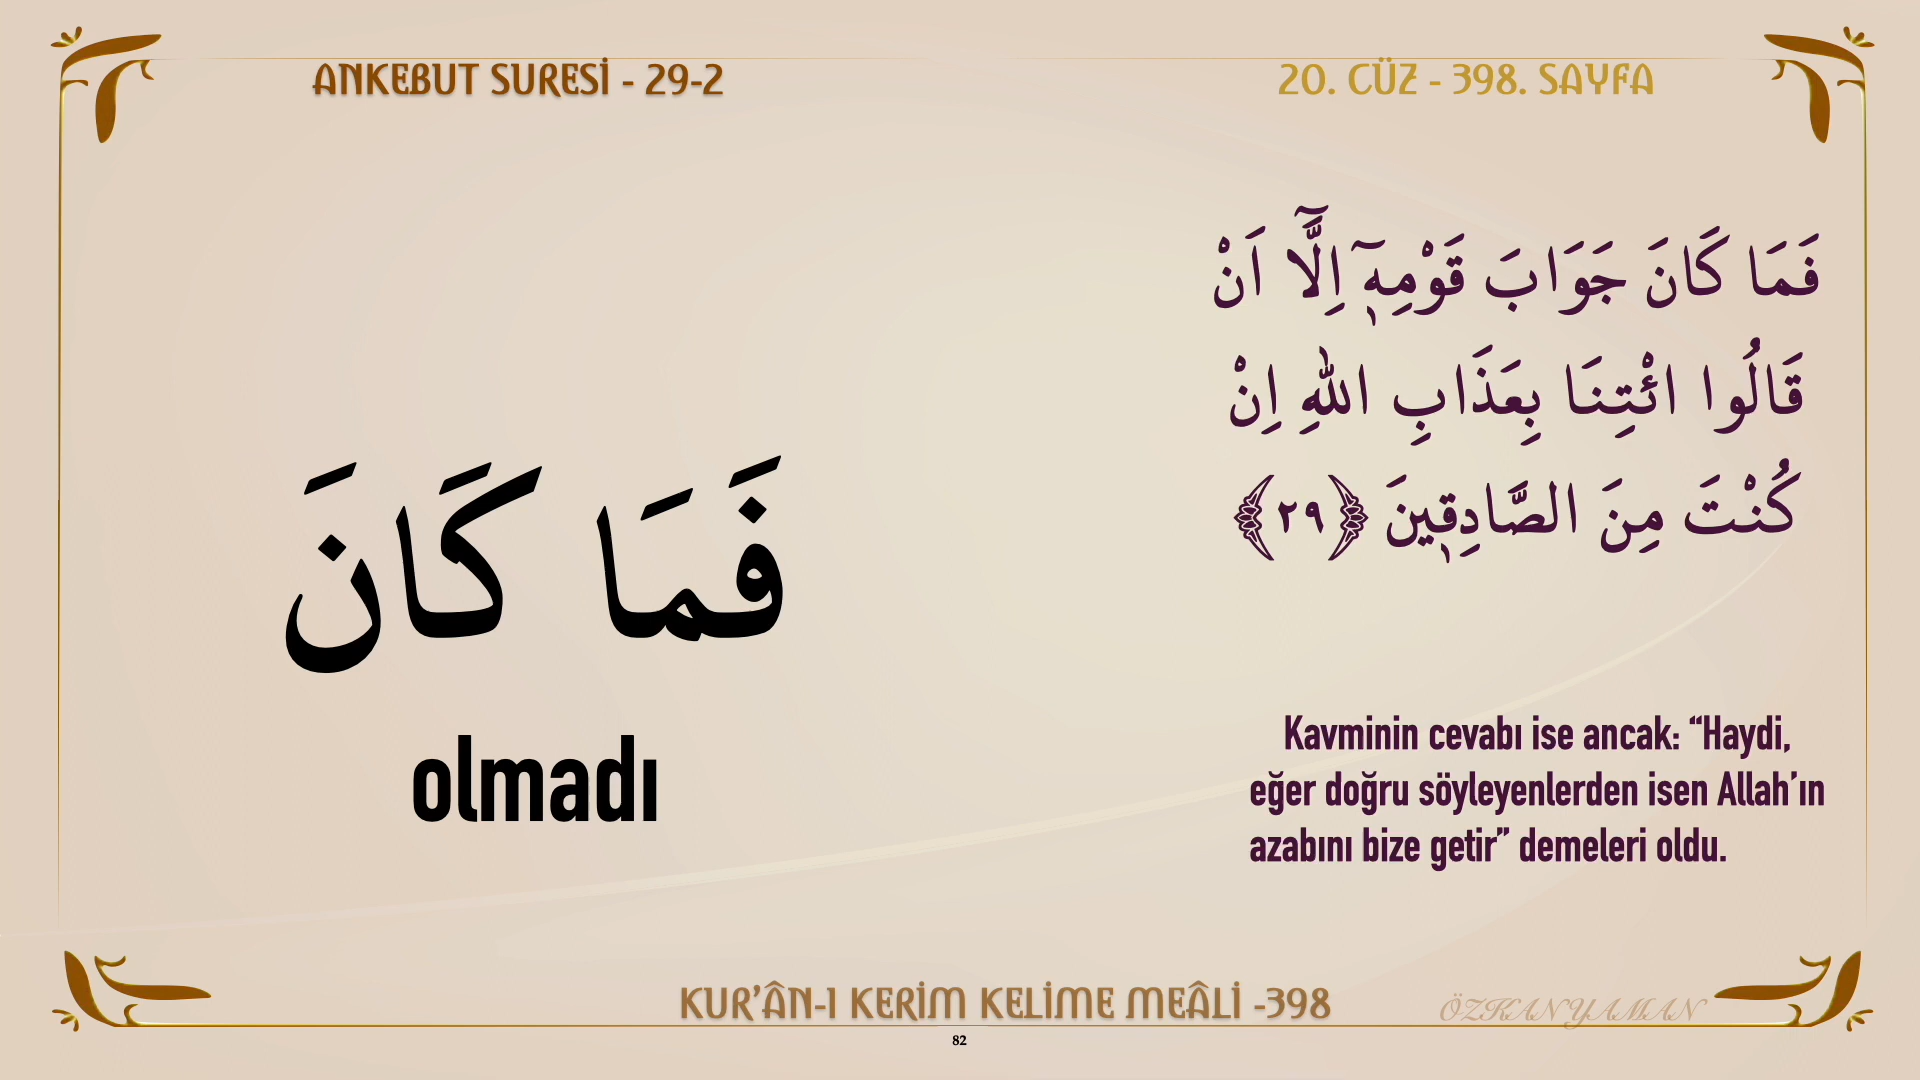 ANKEBUT SURESİ - 29-2
20. CÜZ - 398. SAYFA
فَمَا كَانَ جَوَابَ قَوْمِهٖٓ اِلَّٓا اَنْ
قَالُوا ائْتِنَا بِعَذَابِ اللّٰهِ اِنْ
كُنْتَ مِنَ الصَّادِقٖينَ ﴿٢٩﴾
فَمَا كَانَ
olmadı
Kavminin cevabı ise ancak: “Haydi,
eğer doğru söyleyenlerden isen Allah’ın
azabını bize getir” demeleri oldu.
KUR’ÂN-I KERİM KELİME MEÂLİ -398
ÖZKAN YAMAN
82